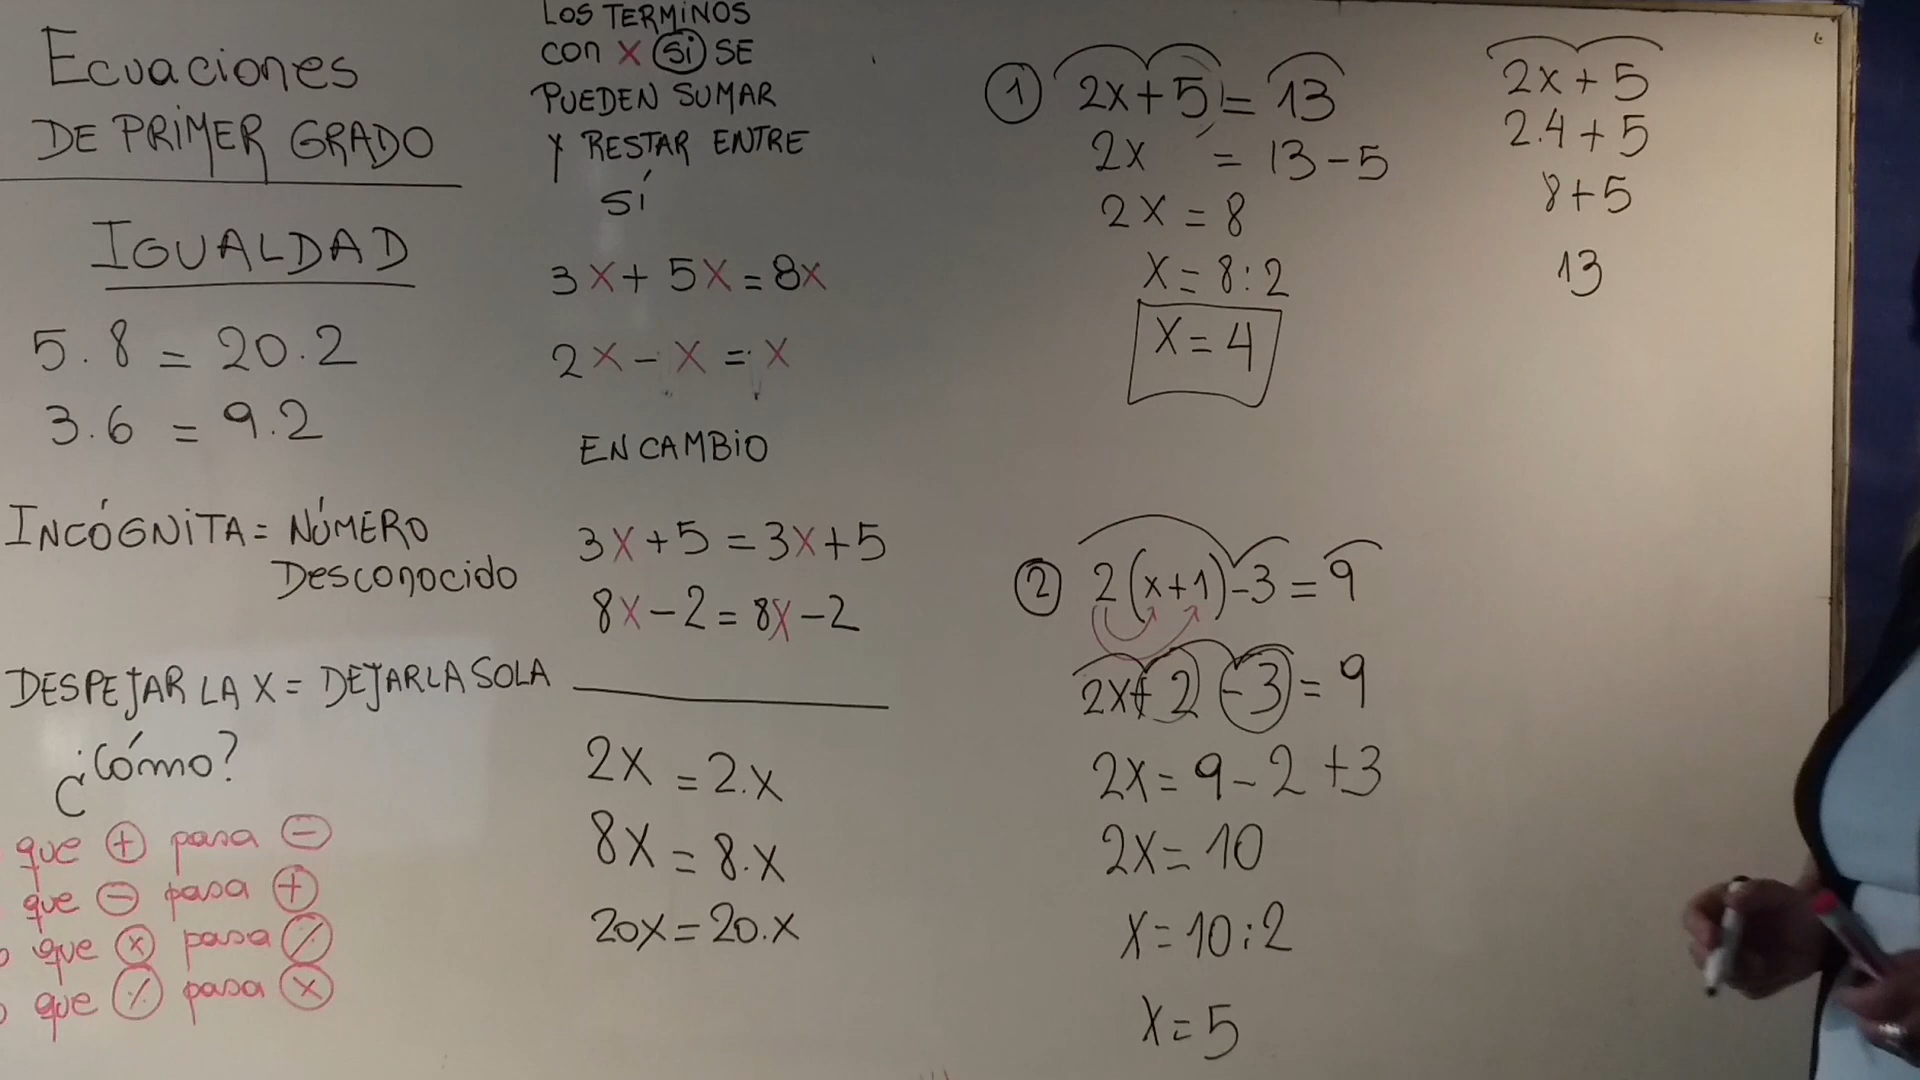 Ecuaciones
DE PRIMER GRADO
IGUALDAD
5.8 = 20.2
3.6 = 9.2
INCÓGNITA = NÚMERO
Desconocido
DESPEJAR LA X = DEJARLA SOLA
¿Cómo?
que + pasa -
que - pasa +
o que x pasa ⁒
o que ⁒ pasa x
LOS TERMINOS
con X SI SE
PUEDEN SUMAR
Y RESTAR ENTRE
SÍ
3X + 5X = 8X
2X - X = X
EN CAMBIO
3X + 5 = 3X + 5
8X - 2 = 8X - 2
2X = 2.X
8X = 8.X
20X = 20.X
① 2X + 5 = 13
2X = 13 - 5
2X = 8
X = 8:2
X = 4
2X + 5
2.4 + 5
8 + 5
13
② 2(X+1) - 3 = 9
2X + 2 - 3 = 9
2X = 9 - 2 + 3
2X = 10
X = 10:2
X = 5